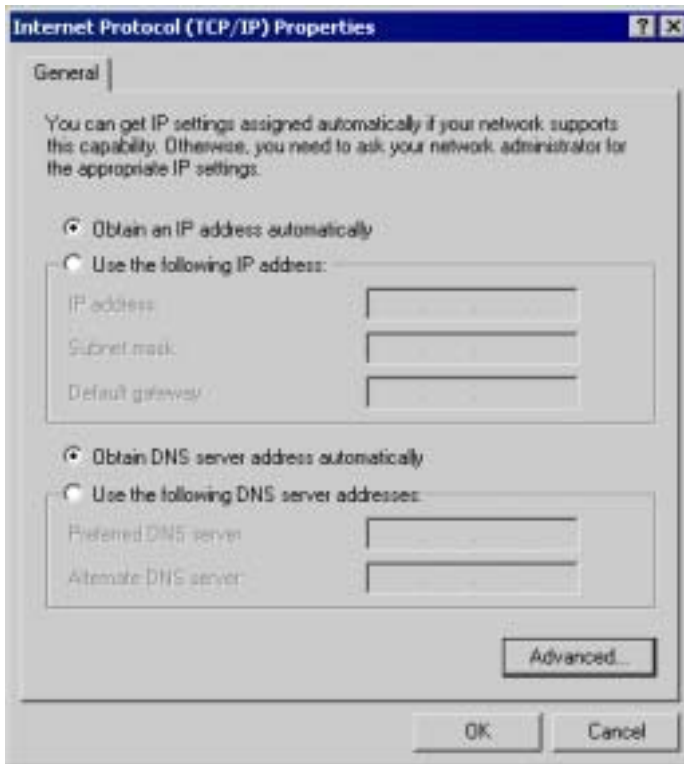 Internet Protocol (TCP/IP) Properties
General
You can get IP settings assigned automatically if your network supports
this capability. Otherwise, you need to ask your network administrator for
the appropriate IP settings.
Obtain an IP address automatically
Use the following IP address:
IP address:
Subnet mask:
Default gateway:
Obtain DNS server address automatically
Use the following DNS server addresses:
Preferred DNS server:
Alternate DNS server:
Advanced...
OK
Cancel